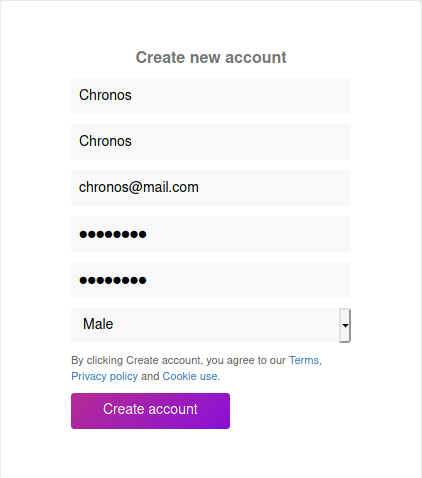 Create new account
Chronos
Chronos
chronos@mail.com
●●●●●●●●
●●●●●●●●
Male
By clicking Create account, you agree to our Terms,
Privacy policy and Cookie use.
Create account